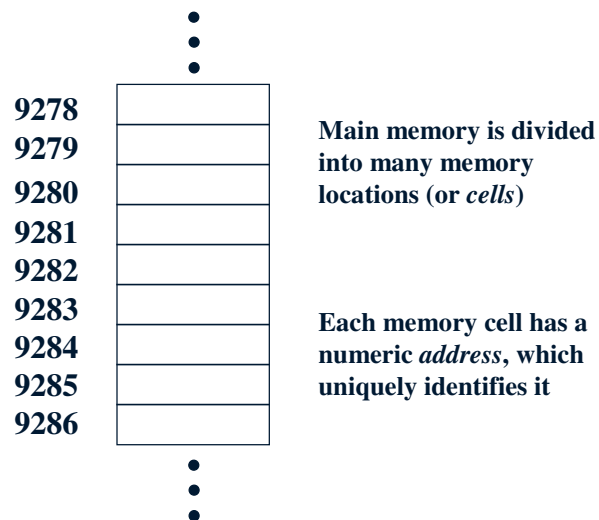 9278
9279
9280
9281
9282
9283
9284
9285
9286
Main memory is divided
into many memory
locations (or cells)
Each memory cell has a
numeric address, which
uniquely identifies it